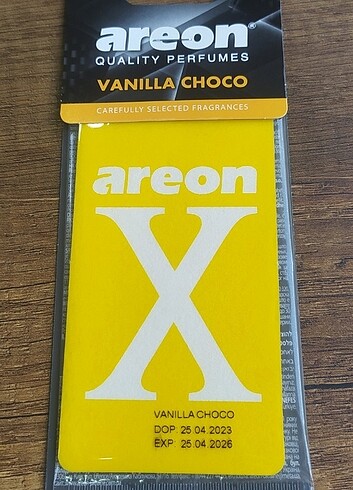 areon®
QUALITY PERFUMES
VANILLA CHOCO
CAREFULLY SELECTED FRAGRANCES
areon
X
VANILLA CHOCO
DOP: 25.04.2023
EXP: 25.04.2026